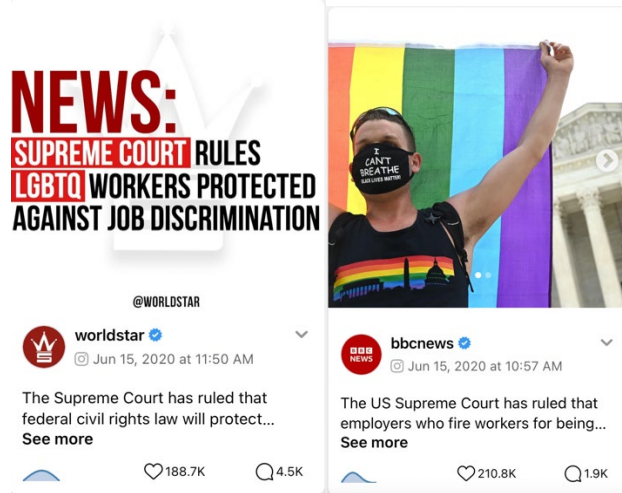 NEWS:
SUPREME COURT RULES
LGBTQ WORKERS PROTECTED
AGAINST JOB DISCRIMINATION
@WORLDSTAR
worldstar
Jun 15, 2020 at 11:50 AM
The Supreme Court has ruled that
federal civil rights law will protect...
See more
188.7K
4.5K
I
CAN'T
BREATHE
BLACK LIVES MATTER
BBC
NEWS
bbcnews
Jun 15, 2020 at 10:57 AM
The US Supreme Court has ruled that
employers who fire workers for being...
See more
210.8K
1.9K